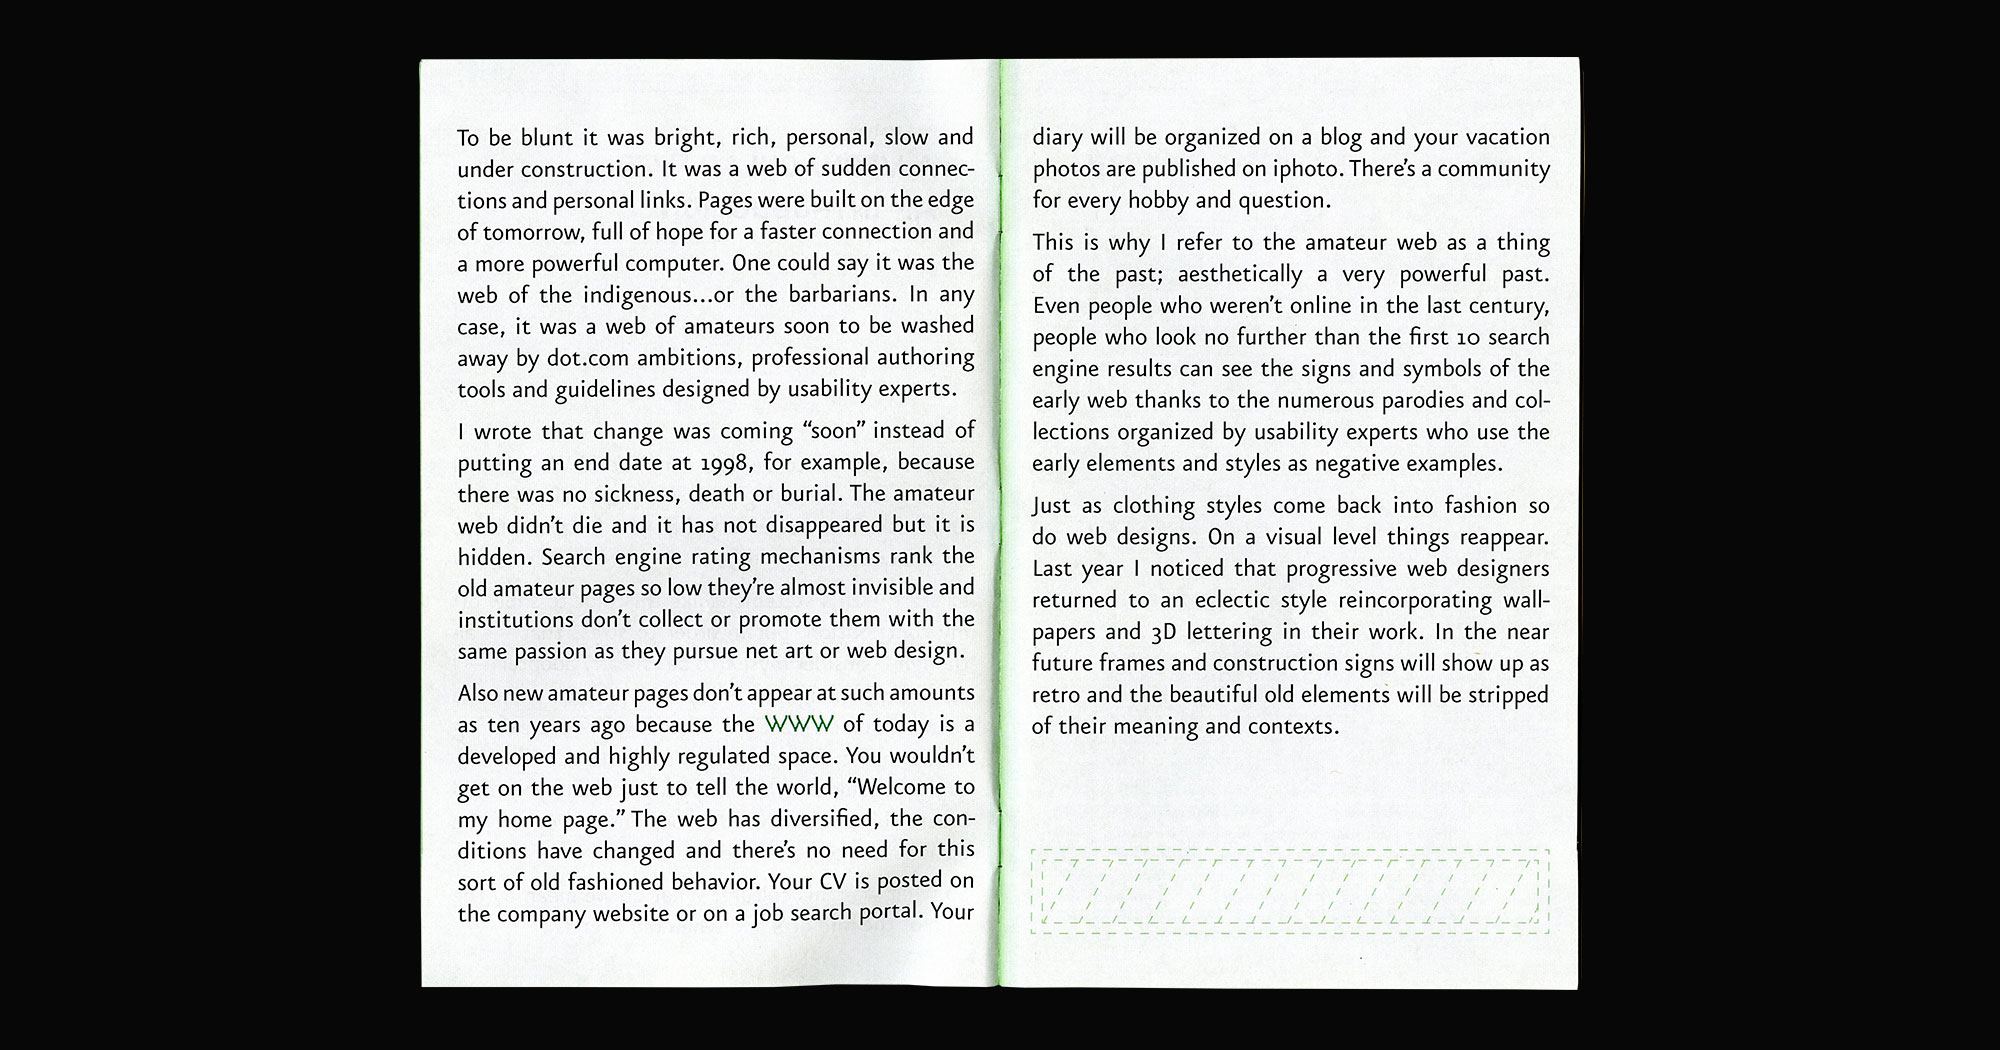 To be blunt it was bright, rich, personal, slow and
under construction. It was a web of sudden connec-
tions and personal links. Pages were built on the edge
of tomorrow, full of hope for a faster connection and
a more powerful computer. One could say it was the
web of the indigenous...or the barbarians. In any
case, it was a web of amateurs soon to be washed
away by dot.com ambitions, professional authoring
tools and guidelines designed by usability experts.
I wrote that change was coming “soon” instead of
putting an end date at 1998, for example, because
there was no sickness, death or burial. The amateur
web didn’t die and it has not disappeared but it is
hidden. Search engine rating mechanisms rank the
old amateur pages so low they’re almost invisible and
institutions don’t collect or promote them with the
same passion as they pursue net art or web design.
Also new amateur pages don’t appear at such amounts
as ten years ago because the WWW of today is a
developed and highly regulated space. You wouldn’t
get on the web just to tell the world, “Welcome to
my home page.” The web has diversified, the con-
ditions have changed and there’s no need for this
sort of old fashioned behavior. Your CV is posted on
the company website or on a job search portal. Your
diary will be organized on a blog and your vacation
photos are published on iphoto. There’s a community
for every hobby and question.
This is why I refer to the amateur web as a thing
of the past; aesthetically a very powerful past.
Even people who weren’t online in the last century,
people who look no further than the first 10 search
engine results can see the signs and symbols of the
early web thanks to the numerous parodies and col-
lections organized by usability experts who use the
early elements and styles as negative examples.
Just as clothing styles come back into fashion so
do web designs. On a visual level things reappear.
Last year I noticed that progressive web designers
returned to an eclectic style reincorporating wall-
papers and 3D lettering in their work. In the near
future frames and construction signs will show up as
retro and the beautiful old elements will be stripped
of their meaning and contexts.